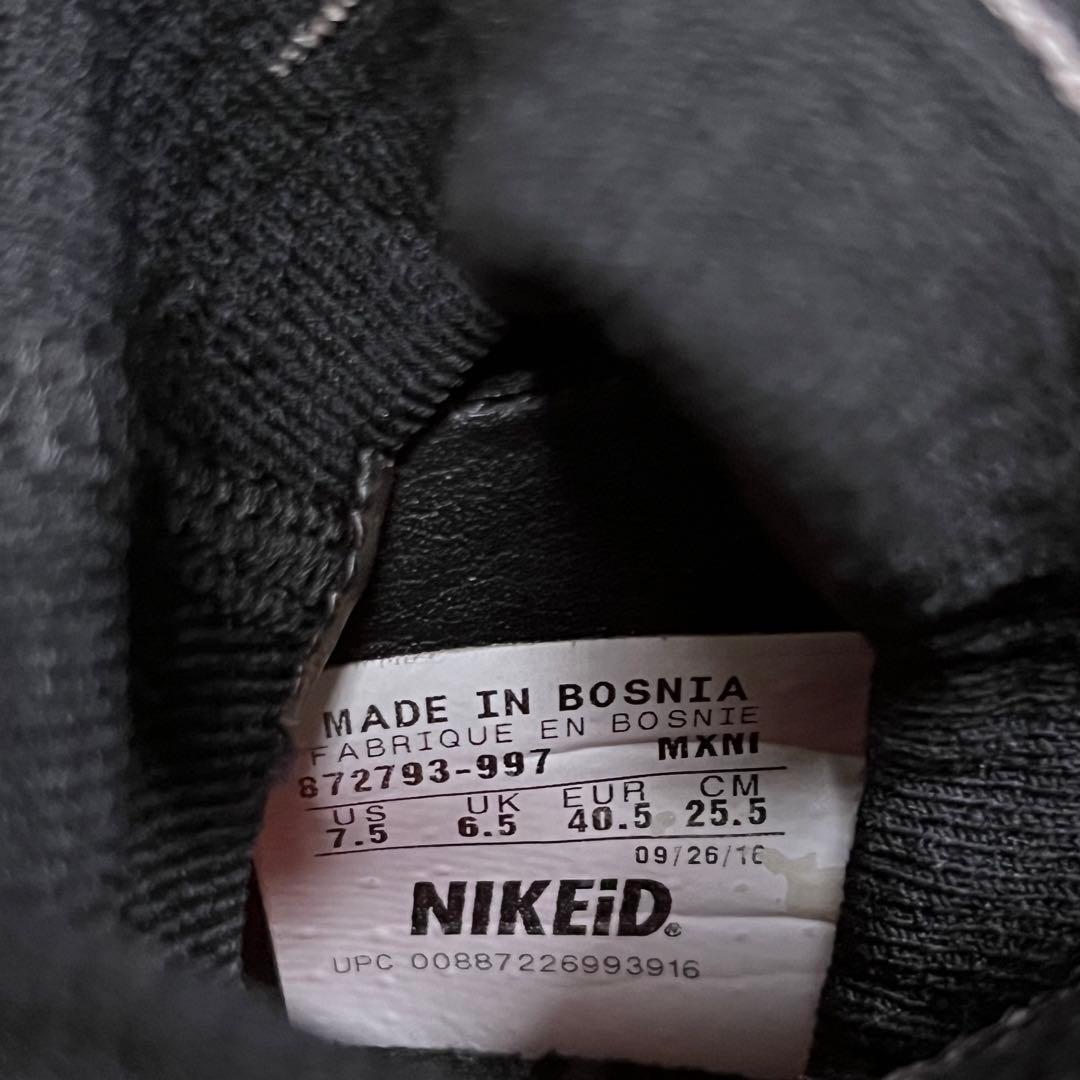 MADE IN BOSNIA
FABRIQUE EN BOSNIE
872793-997 MXNI
US UK EUR CM
7.5 6.5 40.5 25.5
09/26/16
NIKEiD®
UPC 00887226993916